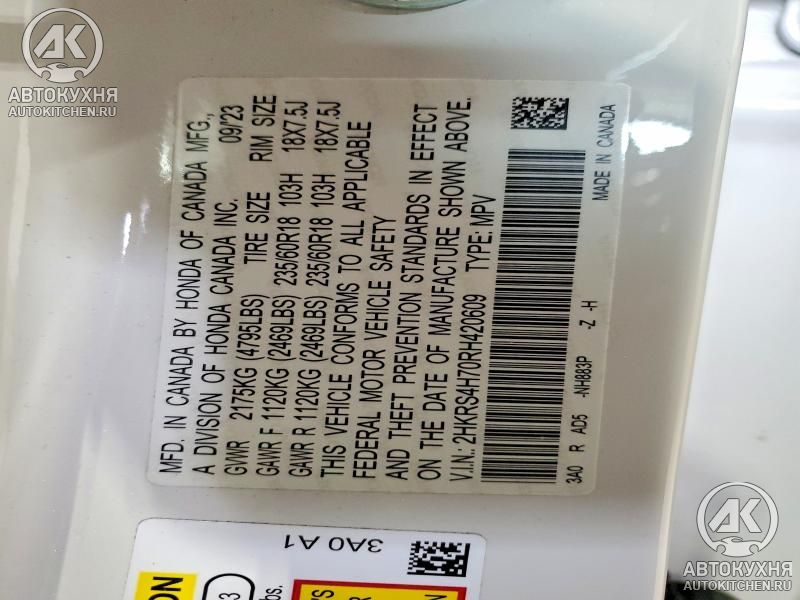 AK
АВТОКУХНЯ
AUTOKITCHEN.RU
MFD. IN CANADA BY HONDA OF CANADA MFG.,
A DIVISION OF HONDA CANADA INC. 09/23
GVWR 2175KG (4795LBS) TIRE SIZE RIM SIZE
GAWR F 1120KG (2469LBS) 235/60R18 103H 18X7.5J
GAWR R 1120KG (2469LBS) 235/60R18 103H 18X7.5J
THIS VEHICLE CONFORMS TO ALL APPLICABLE
FEDERAL MOTOR VEHICLE SAFETY
AND THEFT PREVENTION STANDARDS IN EFFECT
ON THE DATE OF MANUFACTURE SHOWN ABOVE.
V.I.N.: 2HKRS4H70RH420609 TYPE: MPV
3A0 R AD5 -NH883P -Z -H
MADE IN CANADA
3A0 A1
AK
АВТОКУХНЯ
AUTOKITCHEN.RU